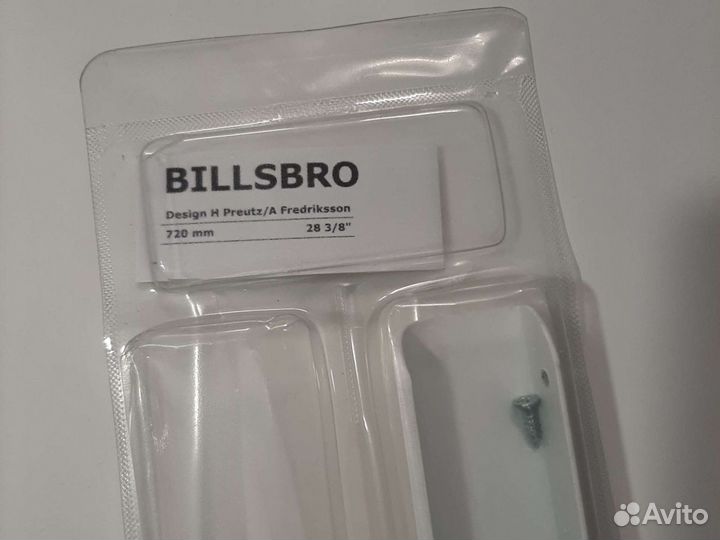 BILLSBRO
Design H Preutz/A Fredriksson
720 mm 28 3/8"
Avito